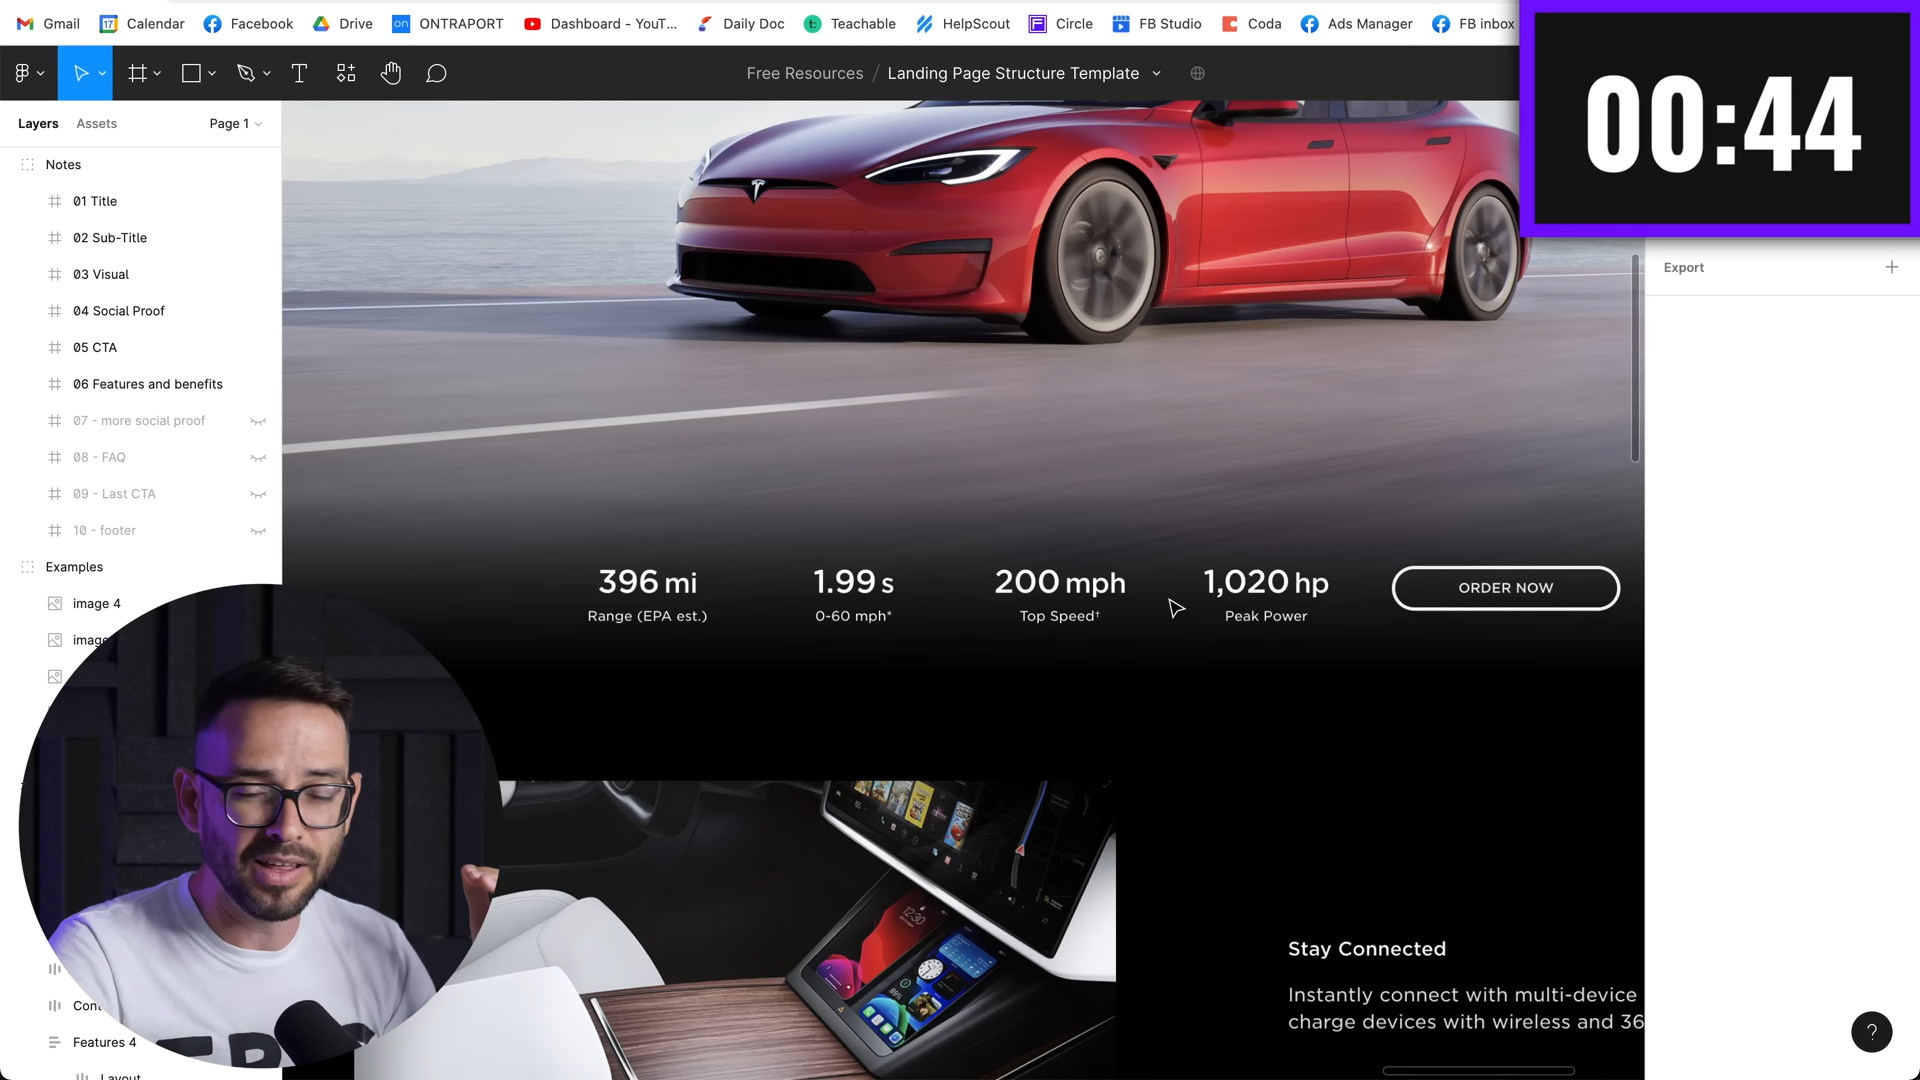 Gmail
Calendar
Facebook
Drive
on ONTRAPORT
Dashboard - YouT...
Daily Doc
t: Teachable
HelpScout
Circle
FB Studio
Coda
Ads Manager
FB inbox
17
00:44
Free Resources / Landing Page Structure Template
Layers Assets Page 1
Notes
01 Title
02 Sub-Title
03 Visual
04 Social Proof
05 CTA
06 Features and benefits
07 - more social proof
08 - FAQ
09 - Last CTA
10 - footer
Examples
image 4
Features 4
Layout
Export
396 mi
Range (EPA est.)
1.99 s
0-60 mph*
200 mph
Top Speed†
1,020 hp
Peak Power
ORDER NOW
12:30
Stay Connected
Instantly connect with multi-device
charge devices with wireless and 36
?